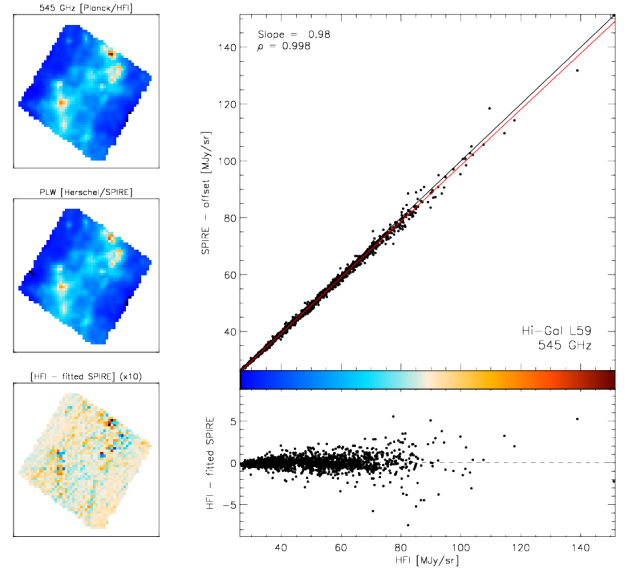 545 GHz [Planck/HFI]
PLW [Herschel/SPIRE]
[HFI − fitted SPIRE] (x10)
Slope = 0.98
ρ = 0.998
SPIRE − offset [MJy/sr]
140
120
100
80
60
40
Hi−Gal L59
545 GHz
HFI − fitted SPIRE
5
0
−5
40 60 80 100 120 140
HFI [MJy/sr]